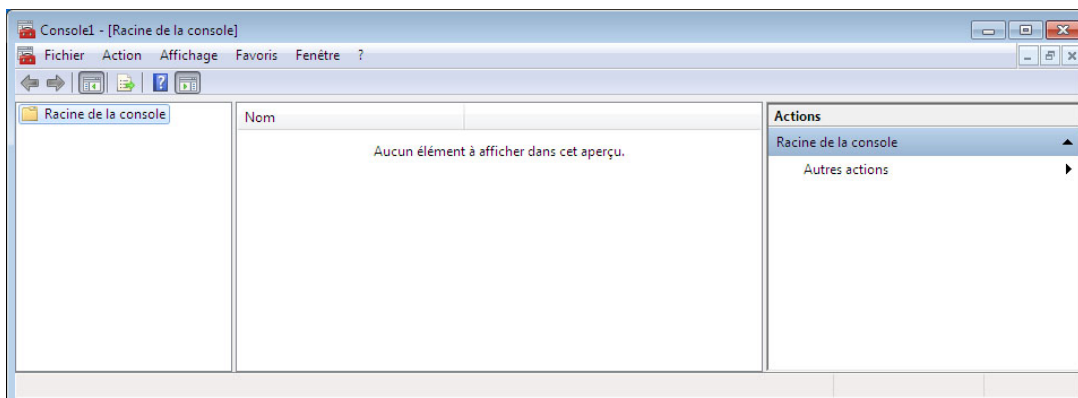 Console1 - [Racine de la console]
Fichier Action Affichage Favoris Fenêtre ?
Racine de la console
Nom
Aucun élément à afficher dans cet aperçu.
Actions
Racine de la console
Autres actions